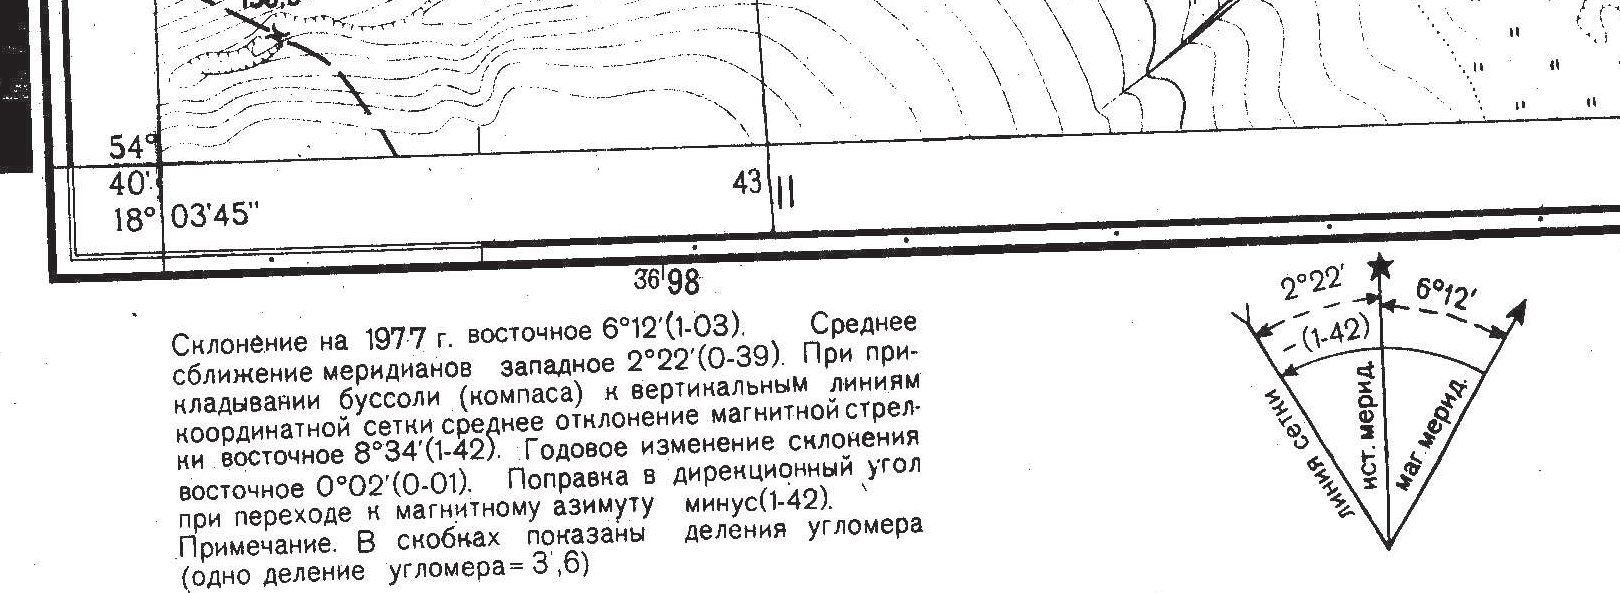 54°
40'
18° 03'45"
43
36 98
Склонение на 1977 г. восточное 6°12'(1-03). Среднее
сближение меридианов западное 2°22'(0-39). При при-
кладывании буссоли (компаса) к вертикальным линиям
координатной сетки среднее отклонение магнитной стрел-
ки восточное 8°34'(1-42). Годовое изменение склонения
восточное 0°02'(0-01). Поправка в дирекционный угол
при переходе к магнитному азимуту минус(1-42).
Примечание. В скобках показаны деления угломера
(одно деление угломера= 3',6)
2°22'
6°12'
-(1-42)
линия сетки
ист. мерид.
маг. мерид.